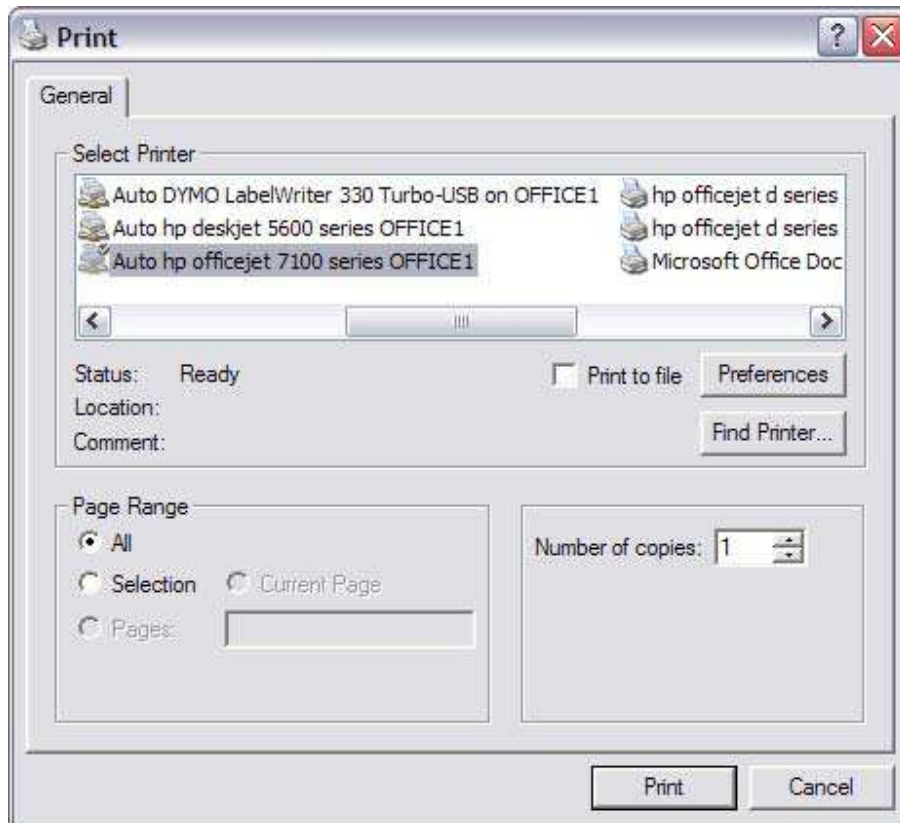 Print
General
Select Printer
Auto DYMO LabelWriter 330 Turbo-USB on OFFICE1
hp officejet d series
Auto hp deskjet 5600 series OFFICE1
hp officejet d series
Auto hp officejet 7100 series OFFICE1
Microsoft Office Doc
Status: Ready
Print to file
Preferences
Location:
Comment:
Find Printer...
Page Range
All
Number of copies: 1
Selection
Current Page
Pages:
Print
Cancel